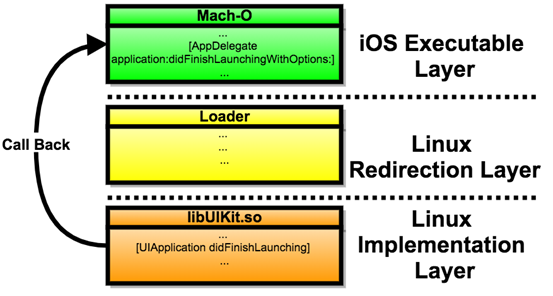 Mach-O
...
[AppDelegate
application:didFinishLaunchingWithOptions:]
...
iOS Executable
Layer
Call Back
Loader
...
...
...
Linux
Redirection Layer
libUIKit.so
...
[UIApplication didFinishLaunching]
...
Linux
Implementation
Layer